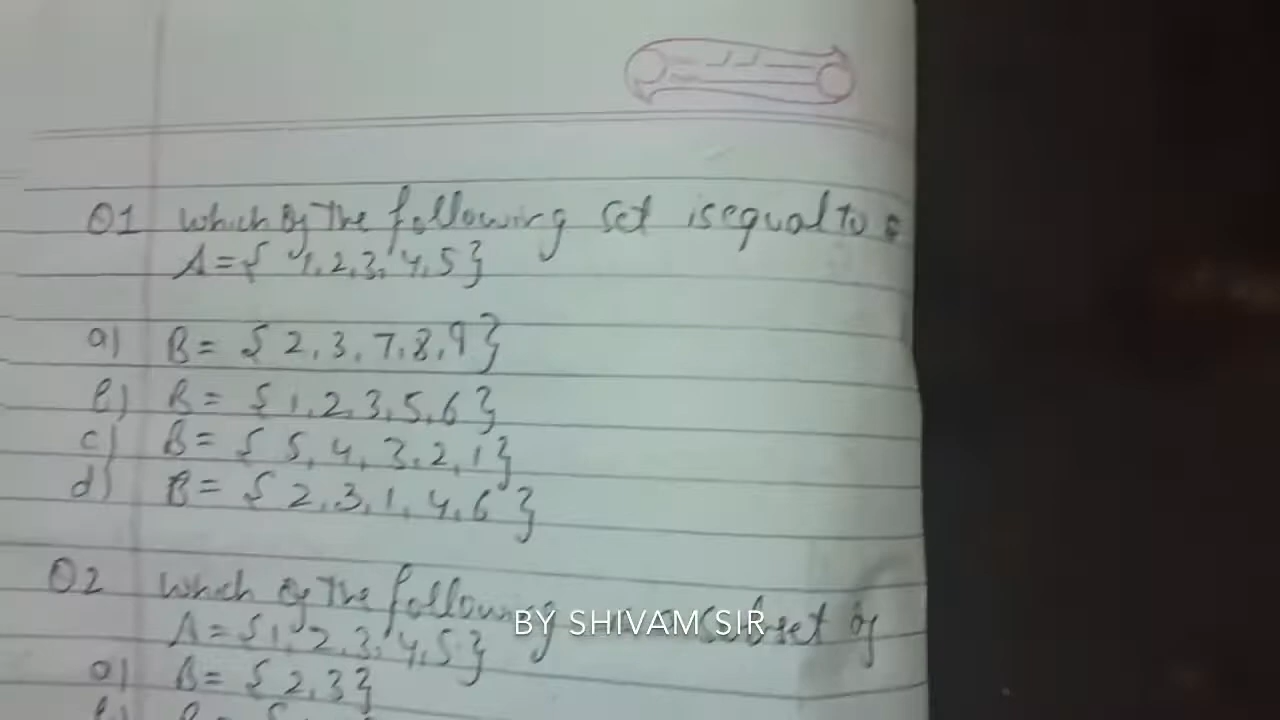 Q1 Which of the following set is equal to
A = { 1, 2, 3, 4, 5 }
a) B = { 2, 3, 7, 8, 9 }
b) B = { 1, 2, 3, 5, 6 }
c) B = { 5, 4, 3, 2, 1 }
d) B = { 2, 3, 1, 4, 6 }
Q2 Which of the following subset of
BY SHIVAM SIR
A = { 1, 2, 3, 4, 5 }
a) B = { 2, 3 }